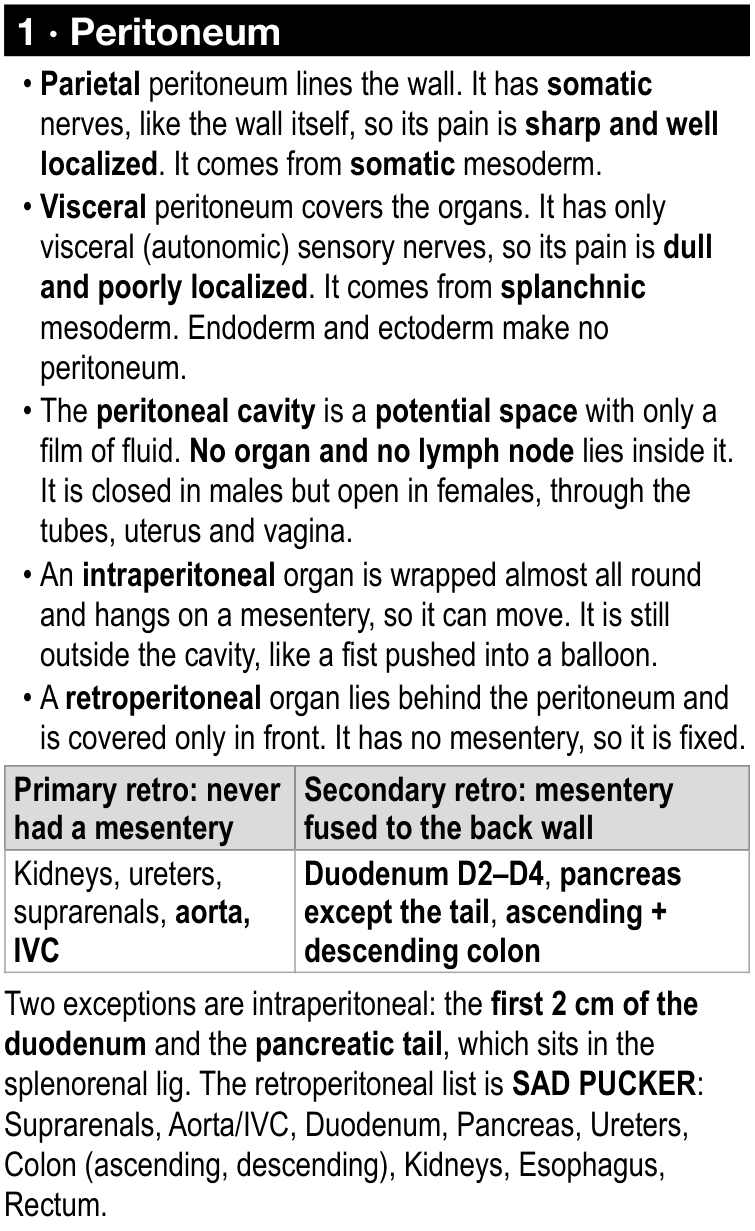 1 · Peritoneum
• Parietal peritoneum lines the wall. It has somatic
nerves, like the wall itself, so its pain is sharp and well
localized. It comes from somatic mesoderm.
• Visceral peritoneum covers the organs. It has only
visceral (autonomic) sensory nerves, so its pain is dull
and poorly localized. It comes from splanchnic
mesoderm. Endoderm and ectoderm make no
peritoneum.
• The peritoneal cavity is a potential space with only a
film of fluid. No organ and no lymph node lies inside it.
It is closed in males but open in females, through the
tubes, uterus and vagina.
• An intraperitoneal organ is wrapped almost all round
and hangs on a mesentery, so it can move. It is still
outside the cavity, like a fist pushed into a balloon.
• A retroperitoneal organ lies behind the peritoneum and
is covered only in front. It has no mesentery, so it is fixed.
Primary retro: never
had a mesentery
Secondary retro: mesentery
fused to the back wall
Kidneys, ureters,
suprarenals, aorta,
IVC
Duodenum D2–D4, pancreas
except the tail, ascending +
descending colon
Two exceptions are intraperitoneal: the first 2 cm of the
duodenum and the pancreatic tail, which sits in the
splenorenal lig. The retroperitoneal list is SAD PUCKER:
Suprarenals, Aorta/IVC, Duodenum, Pancreas, Ureters,
Colon (ascending, descending), Kidneys, Esophagus,
Rectum.